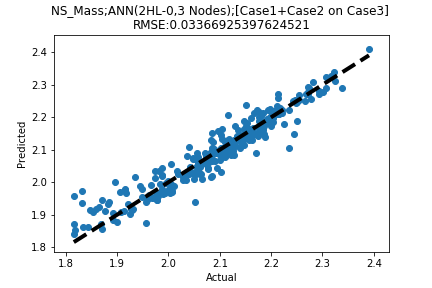 NS_Mass;ANN(2HL-0,3 Nodes);[Case1+Case2 on Case3]
RMSE:0.03366925397624521
2.4
2.3
2.2
2.1
2.0
1.9
1.8
Predicted
1.8 1.9 2.0 2.1 2.2 2.3 2.4
Actual